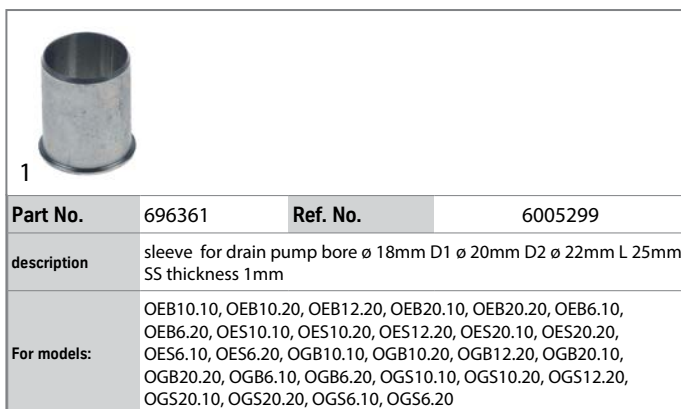 1
Part No. 696361 Ref. No. 6005299
description sleeve for drain pump bore ø 18mm D1 ø 20mm D2 ø 22mm L 25mm
SS thickness 1mm
For models: OEB10.10, OEB10.20, OEB12.20, OEB20.10, OEB20.20, OEB6.10,
OEB6.20, OES10.10, OES10.20, OES12.20, OES20.10, OES20.20,
OES6.10, OES6.20, OGB10.10, OGB10.20, OGB12.20, OGB20.10,
OGB20.20, OGB6.10, OGB6.20, OGS10.10, OGS10.20, OGS12.20,
OGS20.10, OGS20.20, OGS6.10, OGS6.20